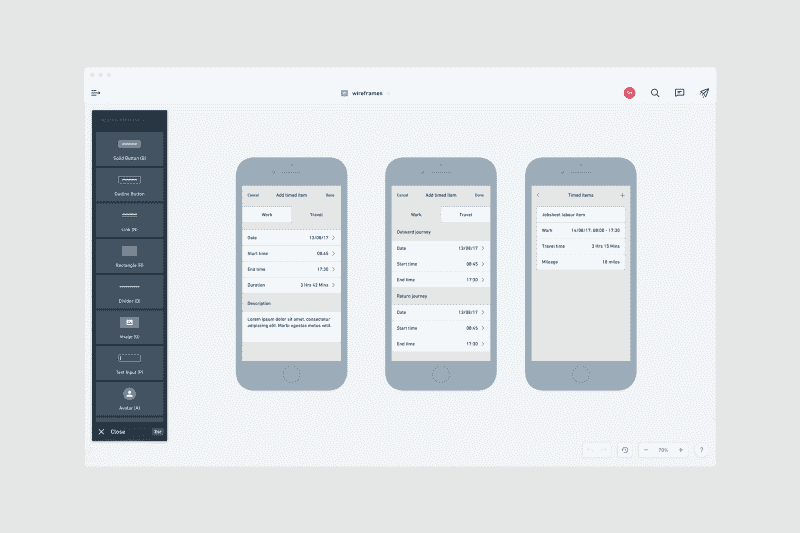 wireframes
Solid Button (B)
Outline Button
Link (N)
Rectangle (R)
Divider (D)
Image (G)
Text Input (P)
Avatar (A)
Close Esc
Cancel Add timed item Done
Work Travel
Date 13/08/17
Start time 08:45
End time 17:30
Duration 3 Hrs 42 Mins
Description
Lorem ipsum dolor sit amet, consectetur
adipiscing elit. Morbi egestas metus velit.
Cancel Add timed item Done
Work Travel
Onward journey
Date 13/08/17
Start time 08:45
End time 17:30
Return journey
Date 13/08/17
Start time 08:45
End time 17:30
Timed items
Jobsheet labour item
Work 14/08/17: 08:00 - 17:30
Travel time 3 Hrs 15 Mins
Mileage 18 miles
70%
?